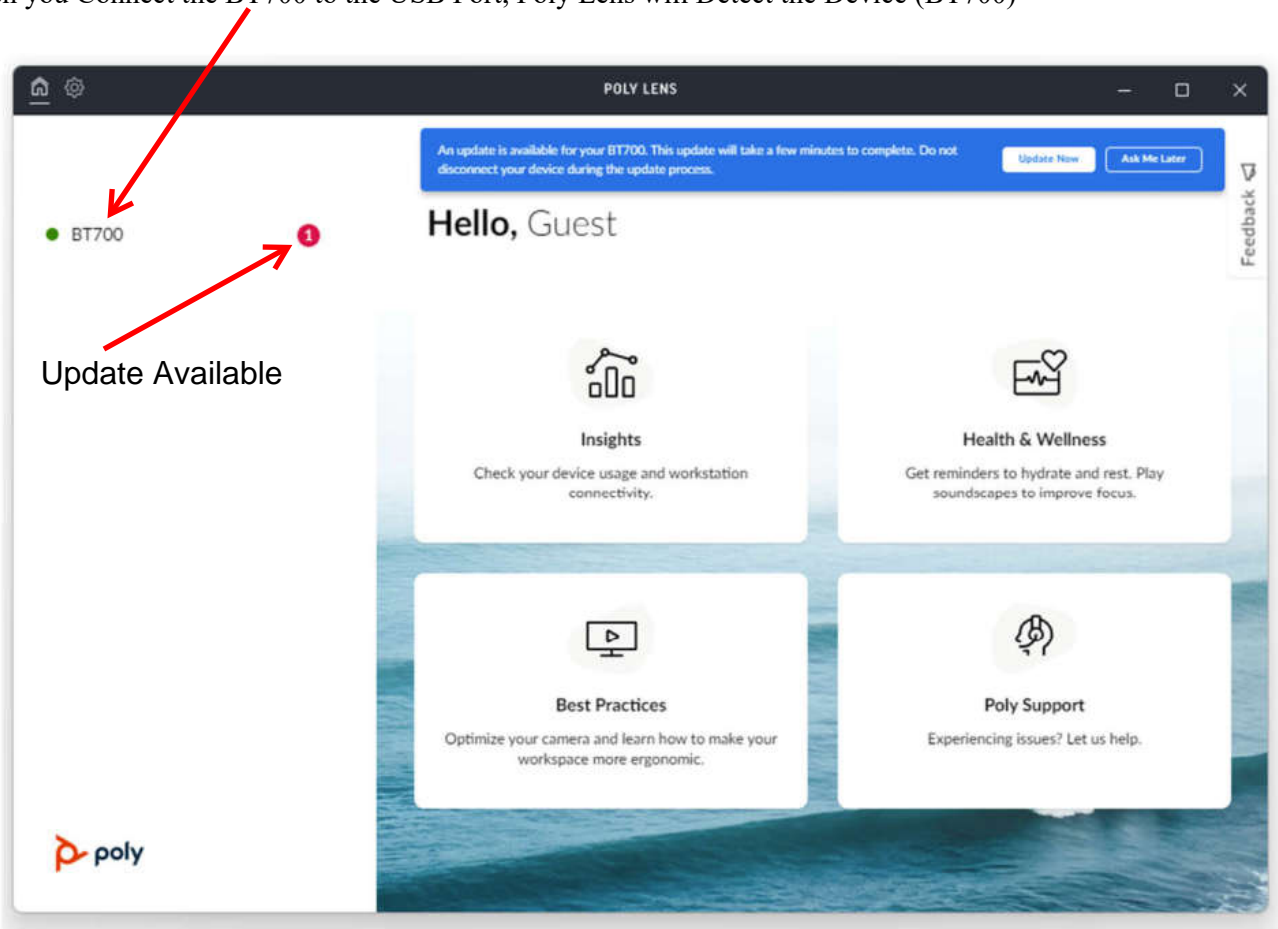 you Connect the BT700 to the USB Port, Poly Lens will Detect the Device (BT700)
POLY LENS
An update is available for your BT700. This update will take a few minutes to complete. Do not
disconnect your device during the update process.
Update Now
Ask Me Later
Feedback
BT700
1
Hello, Guest
Update Available
Insights
Check your device usage and workstation
connectivity.
Health & Wellness
Get reminders to hydrate and rest. Play
soundscapes to improve focus.
Best Practices
Optimize your camera and learn how to make your
workspace more ergonomic.
Poly Support
Experiencing issues? Let us help.
poly